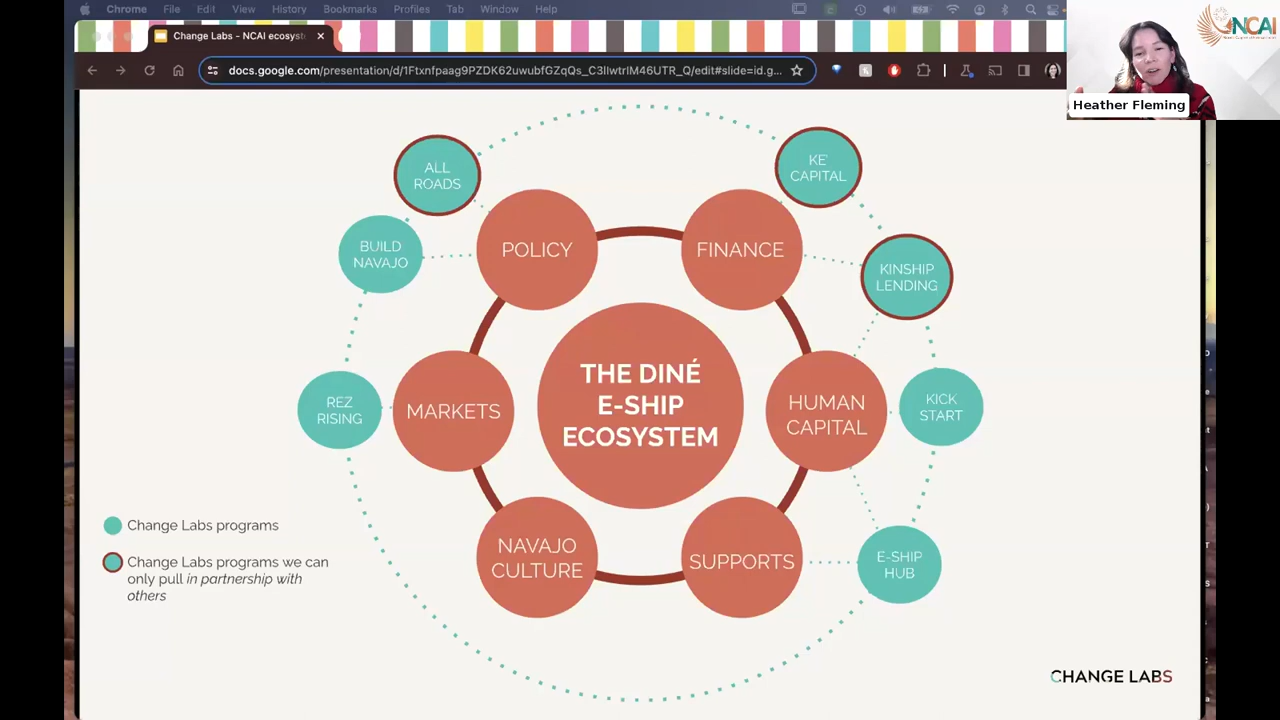 Chrome File Edit View History Bookmarks Profiles Tab Window Help
Change Labs - NCAI ecosyst
docs.google.com/presentation/d/1Ftxnfpaag9PZDK62uwubfGZqQs_C3IlwtrIM46UTR_Q/edit#slide=id.g...
NCAI
Heather Fleming
ALL
ROADS
KE
CAPITAL
BUILD
NAVAJO
POLICY
FINANCE
KINSHIP
LENDING
THE DINÉ
E-SHIP
ECOSYSTEM
REZ
RISING
MARKETS
HUMAN
CAPITAL
KICK
START
NAVAJO
CULTURE
SUPPORTS
E-SHIP
HUB
Change Labs programs
Change Labs programs we can
only pull in partnership with
others
CHANGE LABS